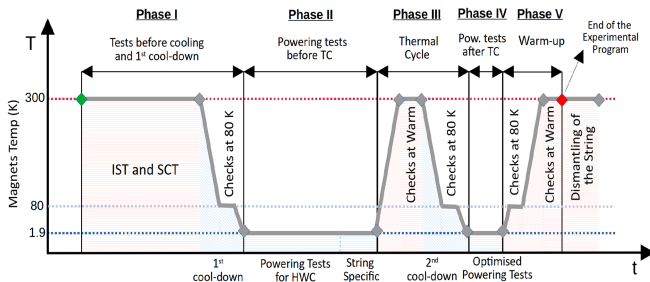 Phase I
Phase II
Phase III
Phase IV
Phase V
End of the
Experimental
Program
T
Tests before cooling
and 1st cool-down
Powering tests
before TC
Thermal
Cycle
Pow. tests
after TC
Warm-up
Magnets Temp (K)
300
80
1.9
IST and SCT
Checks at 80 K
Checks at Warm
Checks at 80 K
Checks at 80 K
Checks at Warm
Dismantling of
the String
t
1st
cool-down
Powering Tests
for HWC
String
Specific
2nd
cool-down
Optimised
Powering Tests